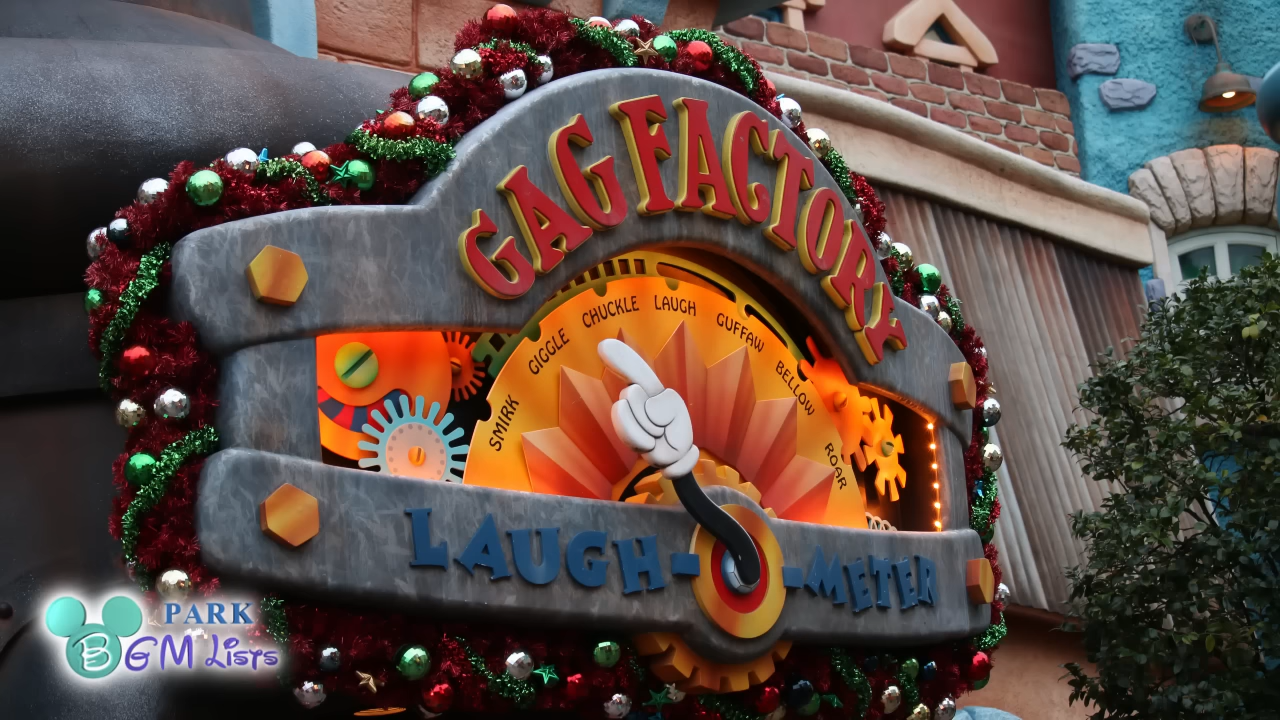 GAG FACTORY
SMIRK
GIGGLE
CHUCKLE
LAUGH
GUFFAW
BELLOW
ROAR
LAUGH-O-METER
PARK
BGM Lists